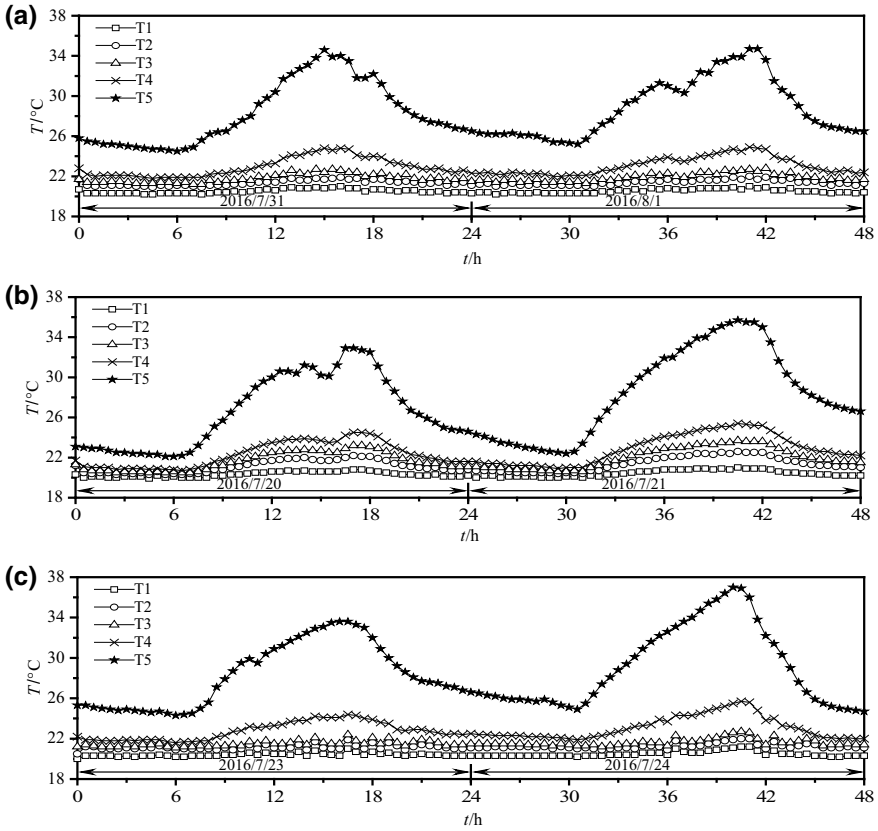 (a)
38
34
30
26
22
18
T/°C
T1
T2
T3
T4
T5
2016/7/31
2016/8/1
0 6 12 18 24 30 36 42 48
t/h
(b)
38
34
30
26
22
18
T/°C
T1
T2
T3
T4
T5
2016/7/20
2016/7/21
0 6 12 18 24 30 36 42 48
t/h
(c)
38
34
30
26
22
18
T/°C
T1
T2
T3
T4
T5
2016/7/23
2016/7/24
0 6 12 18 24 30 36 42 48
t/h